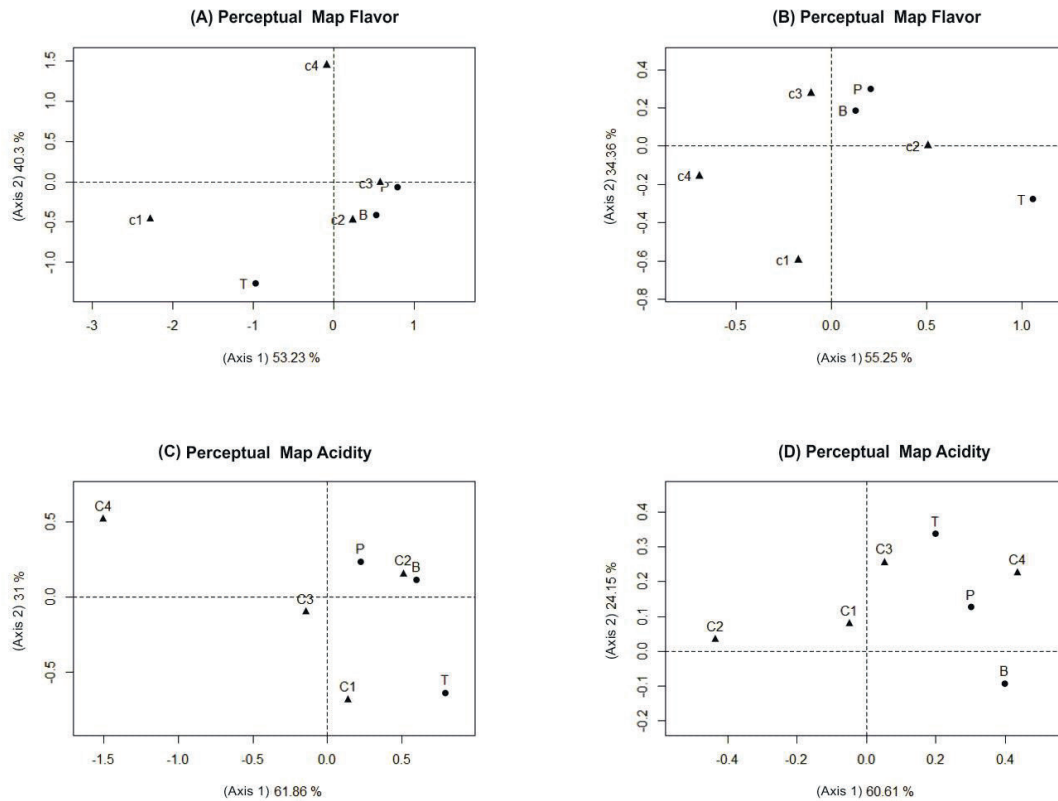 (A) Perceptual Map Flavor
1.5
1.0
0.5
0.0
-0.5
-1.0
(Axis 2) 40.3 %
c4
c3
P
c1
c2
B
T
-3
-2
-1
0
1
(Axis 1) 53.23 %
(B) Perceptual Map Flavor
0.4
0.2
0.0
-0.2
-0.4
-0.6
-0.8
(Axis 2) 34.36 %
c3
P
B
c2
c4
T
c1
-0.5
0.0
0.5
1.0
(Axis 1) 55.25 %
(C) Perceptual Map Acidity
0.5
0.0
-0.5
(Axis 2) 31 %
C4
P
C2
B
C3
C1
T
-1.5
-1.0
-0.5
0.0
0.5
(Axis 1) 61.86 %
(D) Perceptual Map Acidity
0.4
0.3
0.2
0.1
0.0
-0.1
-0.2
(Axis 2) 24.15 %
T
C3
C4
P
C1
C2
B
-0.4
-0.2
0.0
0.2
0.4
(Axis 1) 60.61 %